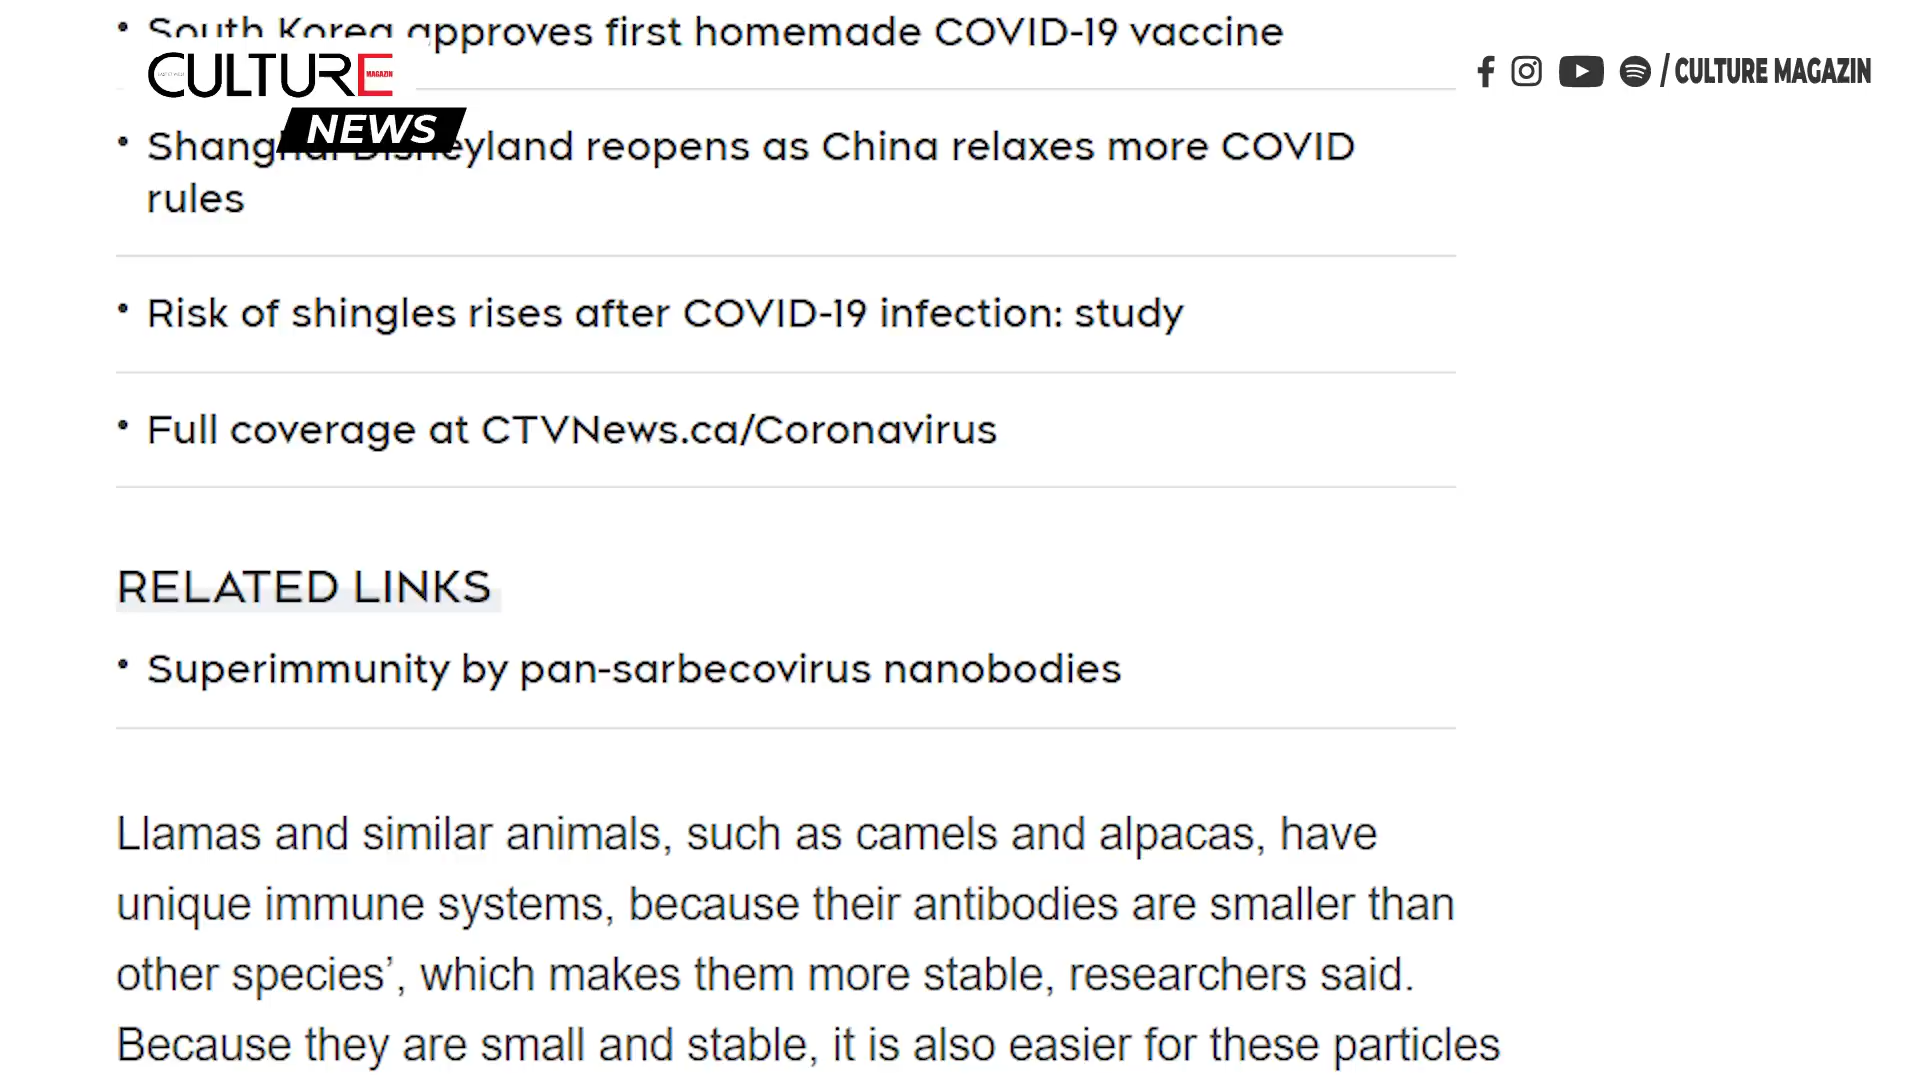 • South Korea approves first homemade COVID-19 vaccine
CULTURE
MAGAZIN
NEWS
/ CULTURE MAGAZIN
• Shanghai Disneyland reopens as China relaxes more COVID
rules
• Risk of shingles rises after COVID-19 infection: study
• Full coverage at CTVNews.ca/Coronavirus
RELATED LINKS
• Superimmunity by pan-sarbecovirus nanobodies
Llamas and similar animals, such as camels and alpacas, have
unique immune systems, because their antibodies are smaller than
other species’, which makes them more stable, researchers said.
Because they are small and stable, it is also easier for these particles